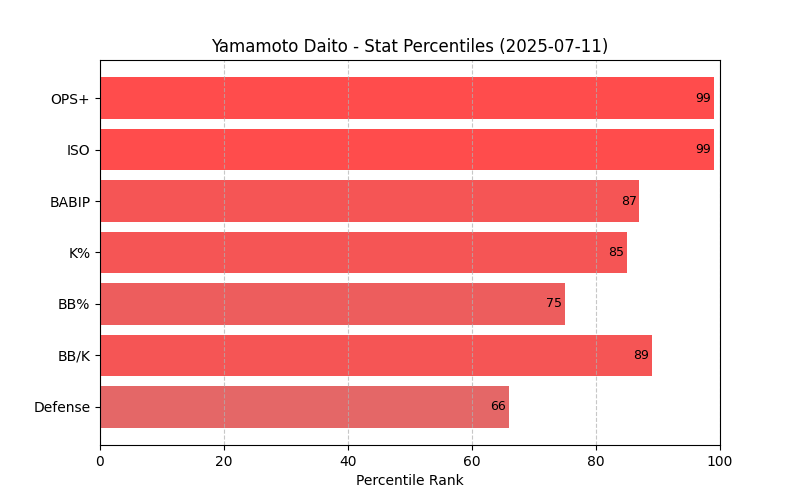 Yamamoto Daito - Stat Percentiles (2025-07-11)
OPS+ 99
ISO 99
BABIP 87
K% 85
BB% 75
BB/K 89
Defense 66
0 20 40 60 80 100
Percentile Rank